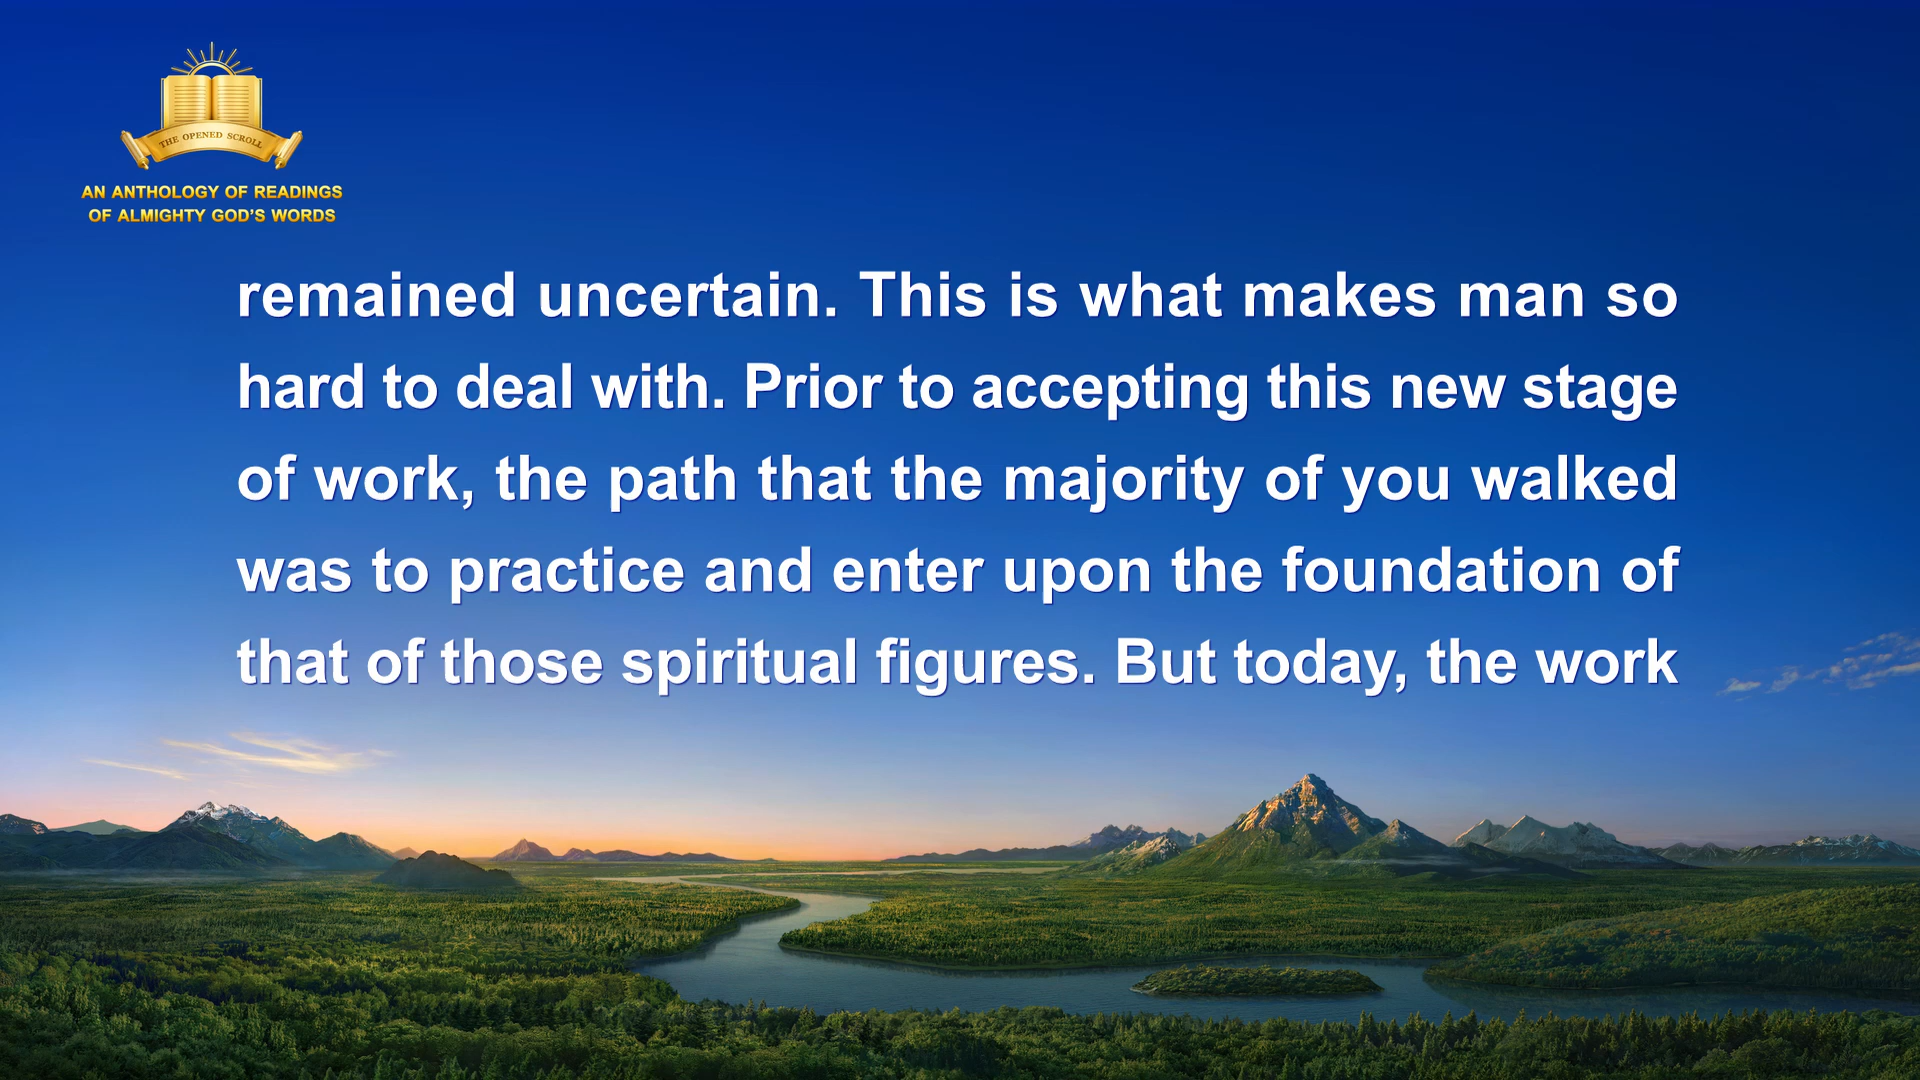 THE OPENED SCROLL
AN ANTHOLOGY OF READINGS
OF ALMIGHTY GOD'S WORDS
remained uncertain. This is what makes man so
hard to deal with. Prior to accepting this new stage
of work, the path that the majority of you walked
was to practice and enter upon the foundation of
that of those spiritual figures. But today, the work